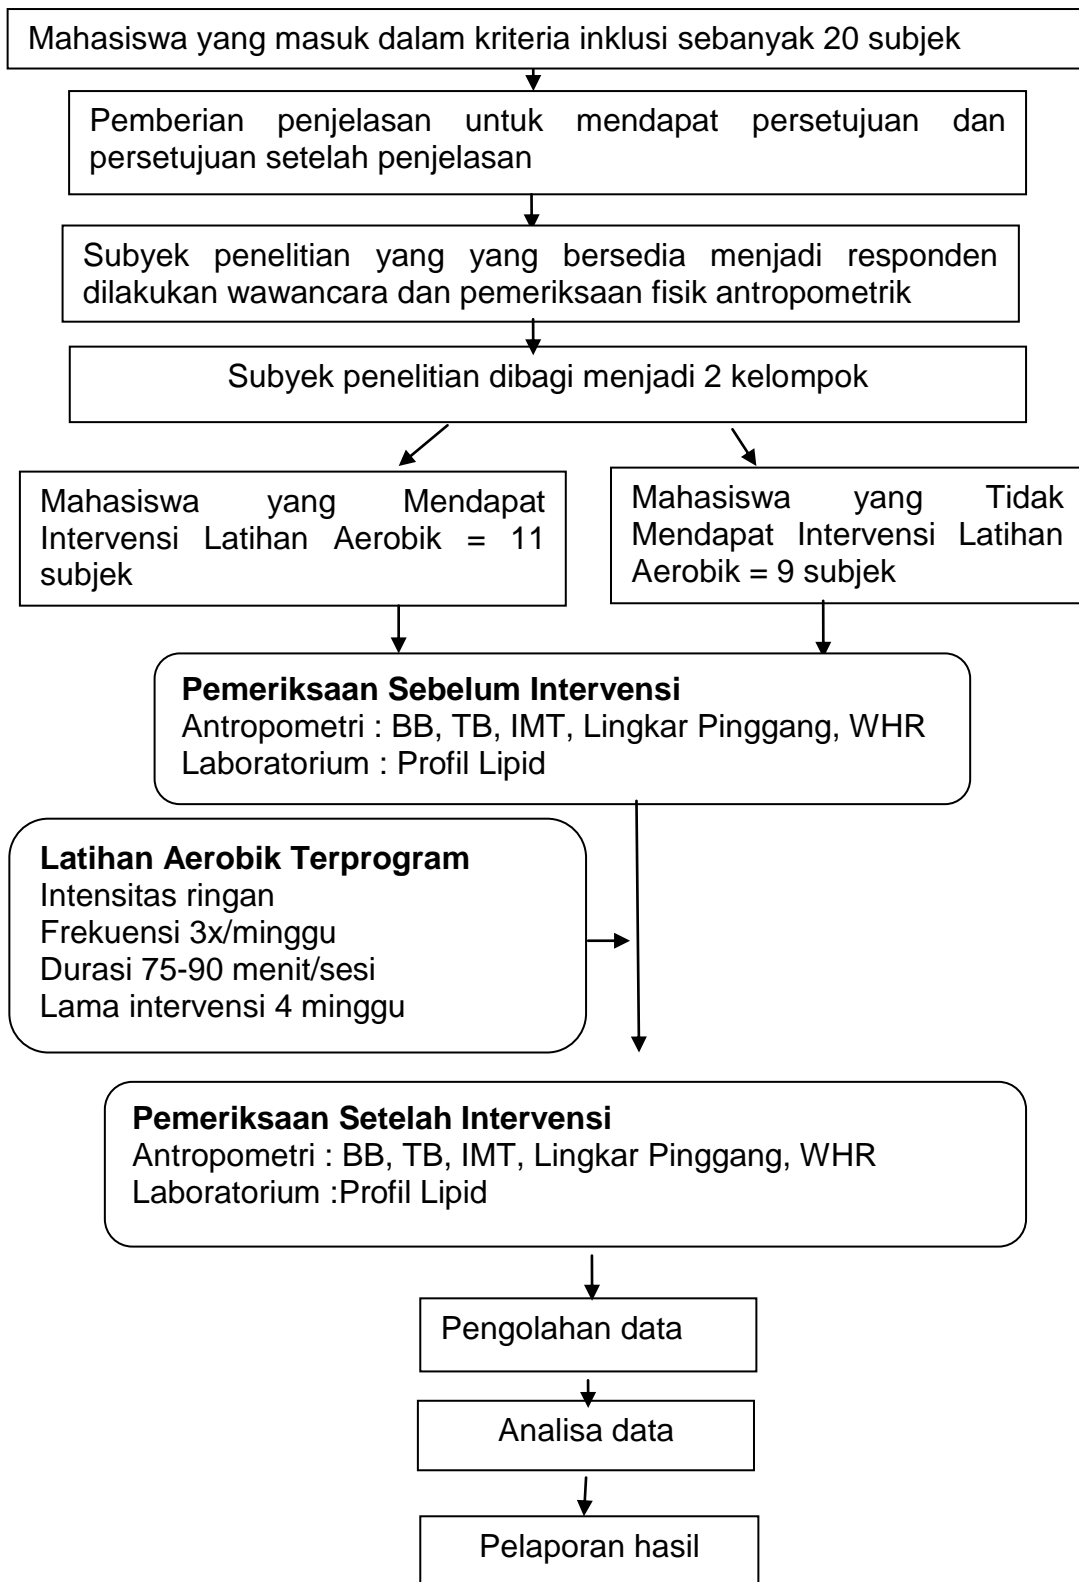 Mahasiswa yang masuk dalam kriteria inklusi sebanyak 20 subjek
Pemberian penjelasan untuk mendapat persetujuan dan
persetujuan setelah penjelasan
Subyek penelitian yang yang bersedia menjadi responden
dilakukan wawancara dan pemeriksaan fisik antropometrik
Subyek penelitian dibagi menjadi 2 kelompok
Mahasiswa yang Mendapat
Intervensi Latihan Aerobik = 11
subjek
Mahasiswa yang Tidak
Mendapat Intervensi Latihan
Aerobik = 9 subjek
Pemeriksaan Sebelum Intervensi
Antropometri : BB, TB, IMT, Lingkar Pinggang, WHR
Laboratorium : Profil Lipid
Latihan Aerobik Terprogram
Intensitas ringan
Frekuensi 3x/minggu
Durasi 75-90 menit/sesi
Lama intervensi 4 minggu
Pemeriksaan Setelah Intervensi
Antropometri : BB, TB, IMT, Lingkar Pinggang, WHR
Laboratorium :Profil Lipid
Pengolahan data
Analisa data
Pelaporan hasil